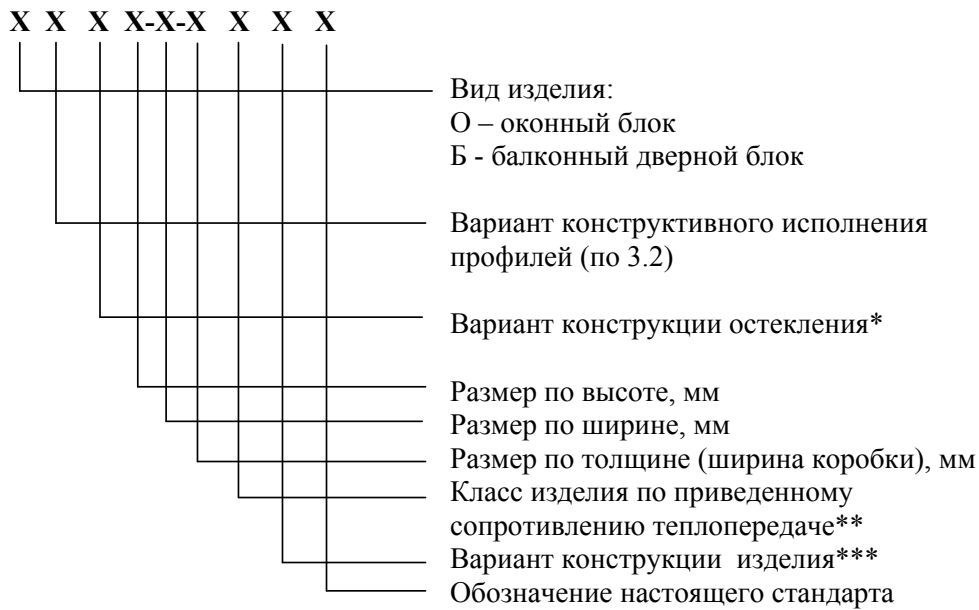 X X X X-X-X X X X
Вид изделия:
О – оконный блок
Б - балконный дверной блок
Вариант конструктивного исполнения
профилей (по 3.2)
Вариант конструкции остекления*
Размер по высоте, мм
Размер по ширине, мм
Размер по толщине (ширина коробки), мм
Класс изделия по приведенному
сопротивлению теплопередаче**
Вариант конструкции изделия***
Обозначение настоящего стандарта